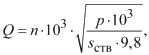 Q = n · 10³ · √(p · 10³ / (s_ств · 9,8)),